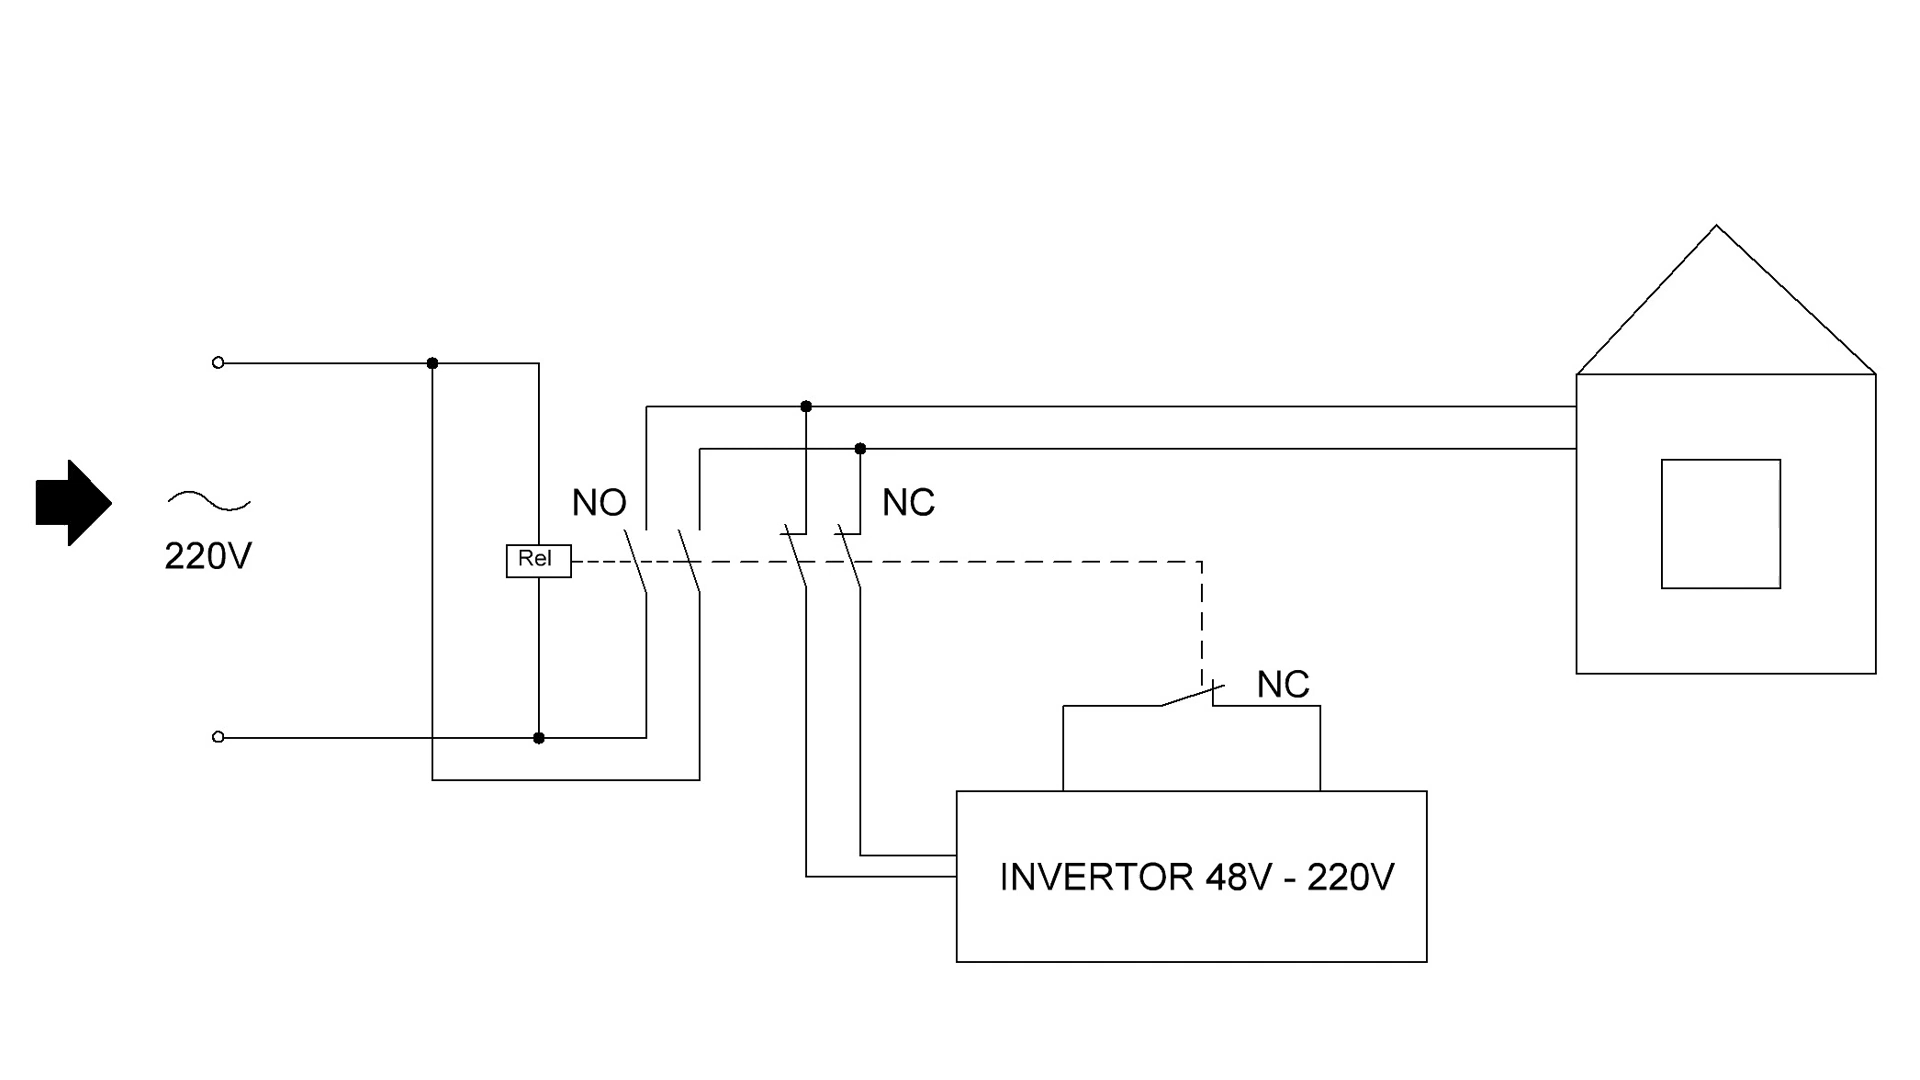 NO
NC
Rel
220V
NC
INVERTOR 48V - 220V